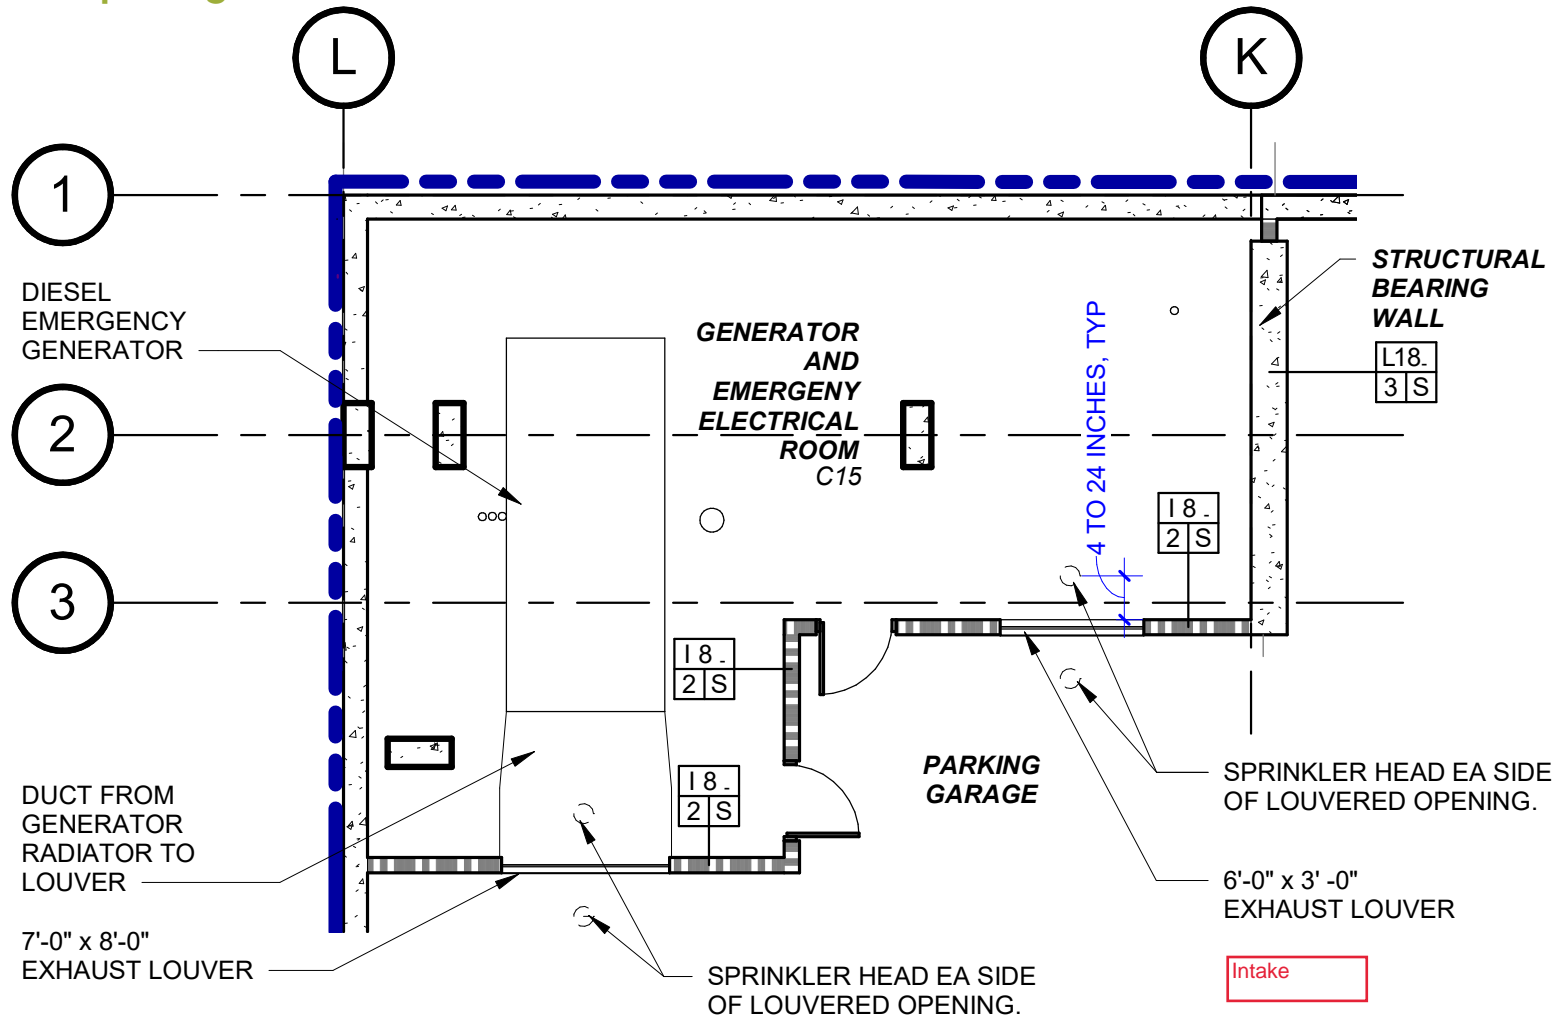 L
K
1
2
3
DIESEL
EMERGENCY
GENERATOR
GENERATOR
AND
EMERGENY
ELECTRICAL
ROOM
C15
4 TO 24 INCHES, TYP
STRUCTURAL
BEARING
WALL
L18-
3 S
I 8 -
2 S
I 8 -
2 S
I 8 -
2 S
PARKING
GARAGE
DUCT FROM
GENERATOR
RADIATOR TO
LOUVER
7'-0" x 8'-0"
EXHAUST LOUVER
SPRINKLER HEAD EA SIDE
OF LOUVERED OPENING.
SPRINKLER HEAD EA SIDE
OF LOUVERED OPENING.
6'-0" x 3' -0"
EXHAUST LOUVER
Intake